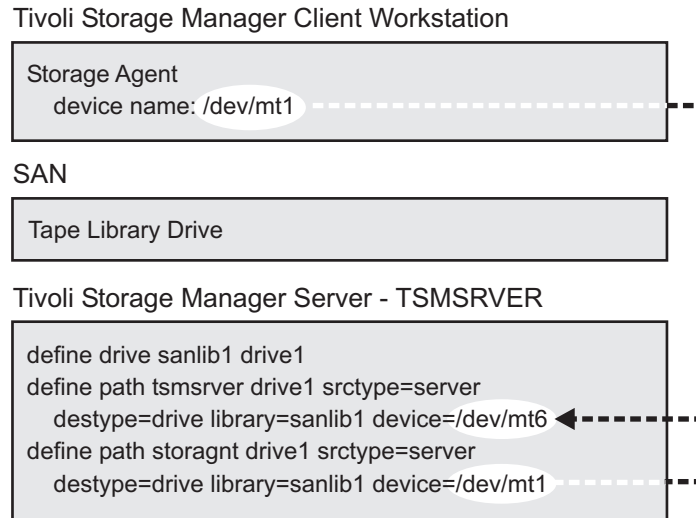 Tivoli Storage Manager Client Workstation
Storage Agent
device name: /dev/mt1
SAN
Tape Library Drive
Tivoli Storage Manager Server - TSMSRVER
define drive sanlib1 drive1
define path tsmsrver drive1 srctype=server
destype=drive library=sanlib1 device=/dev/mt6
define path storagnt drive1 srctype=server
destype=drive library=sanlib1 device=/dev/mt1